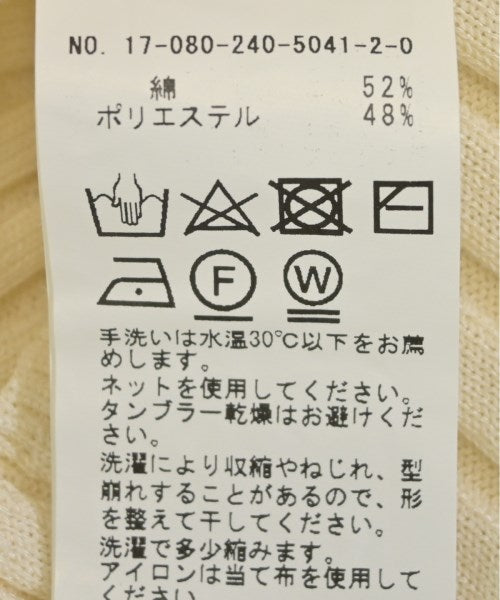 NO. 17-080-240-5041-2-0
綿 52%
ポリエステル 48%
F W
手洗いは水温30℃以下をお薦
めします。
ネットを使用してください。
タンブラー乾燥はお避けくだ
さい。
洗濯により収縮やねじれ、型
崩れすることがあるので、形
を整えて干してください。
洗濯で多少縮みます。
アイロンは当て布を使用して
ください。